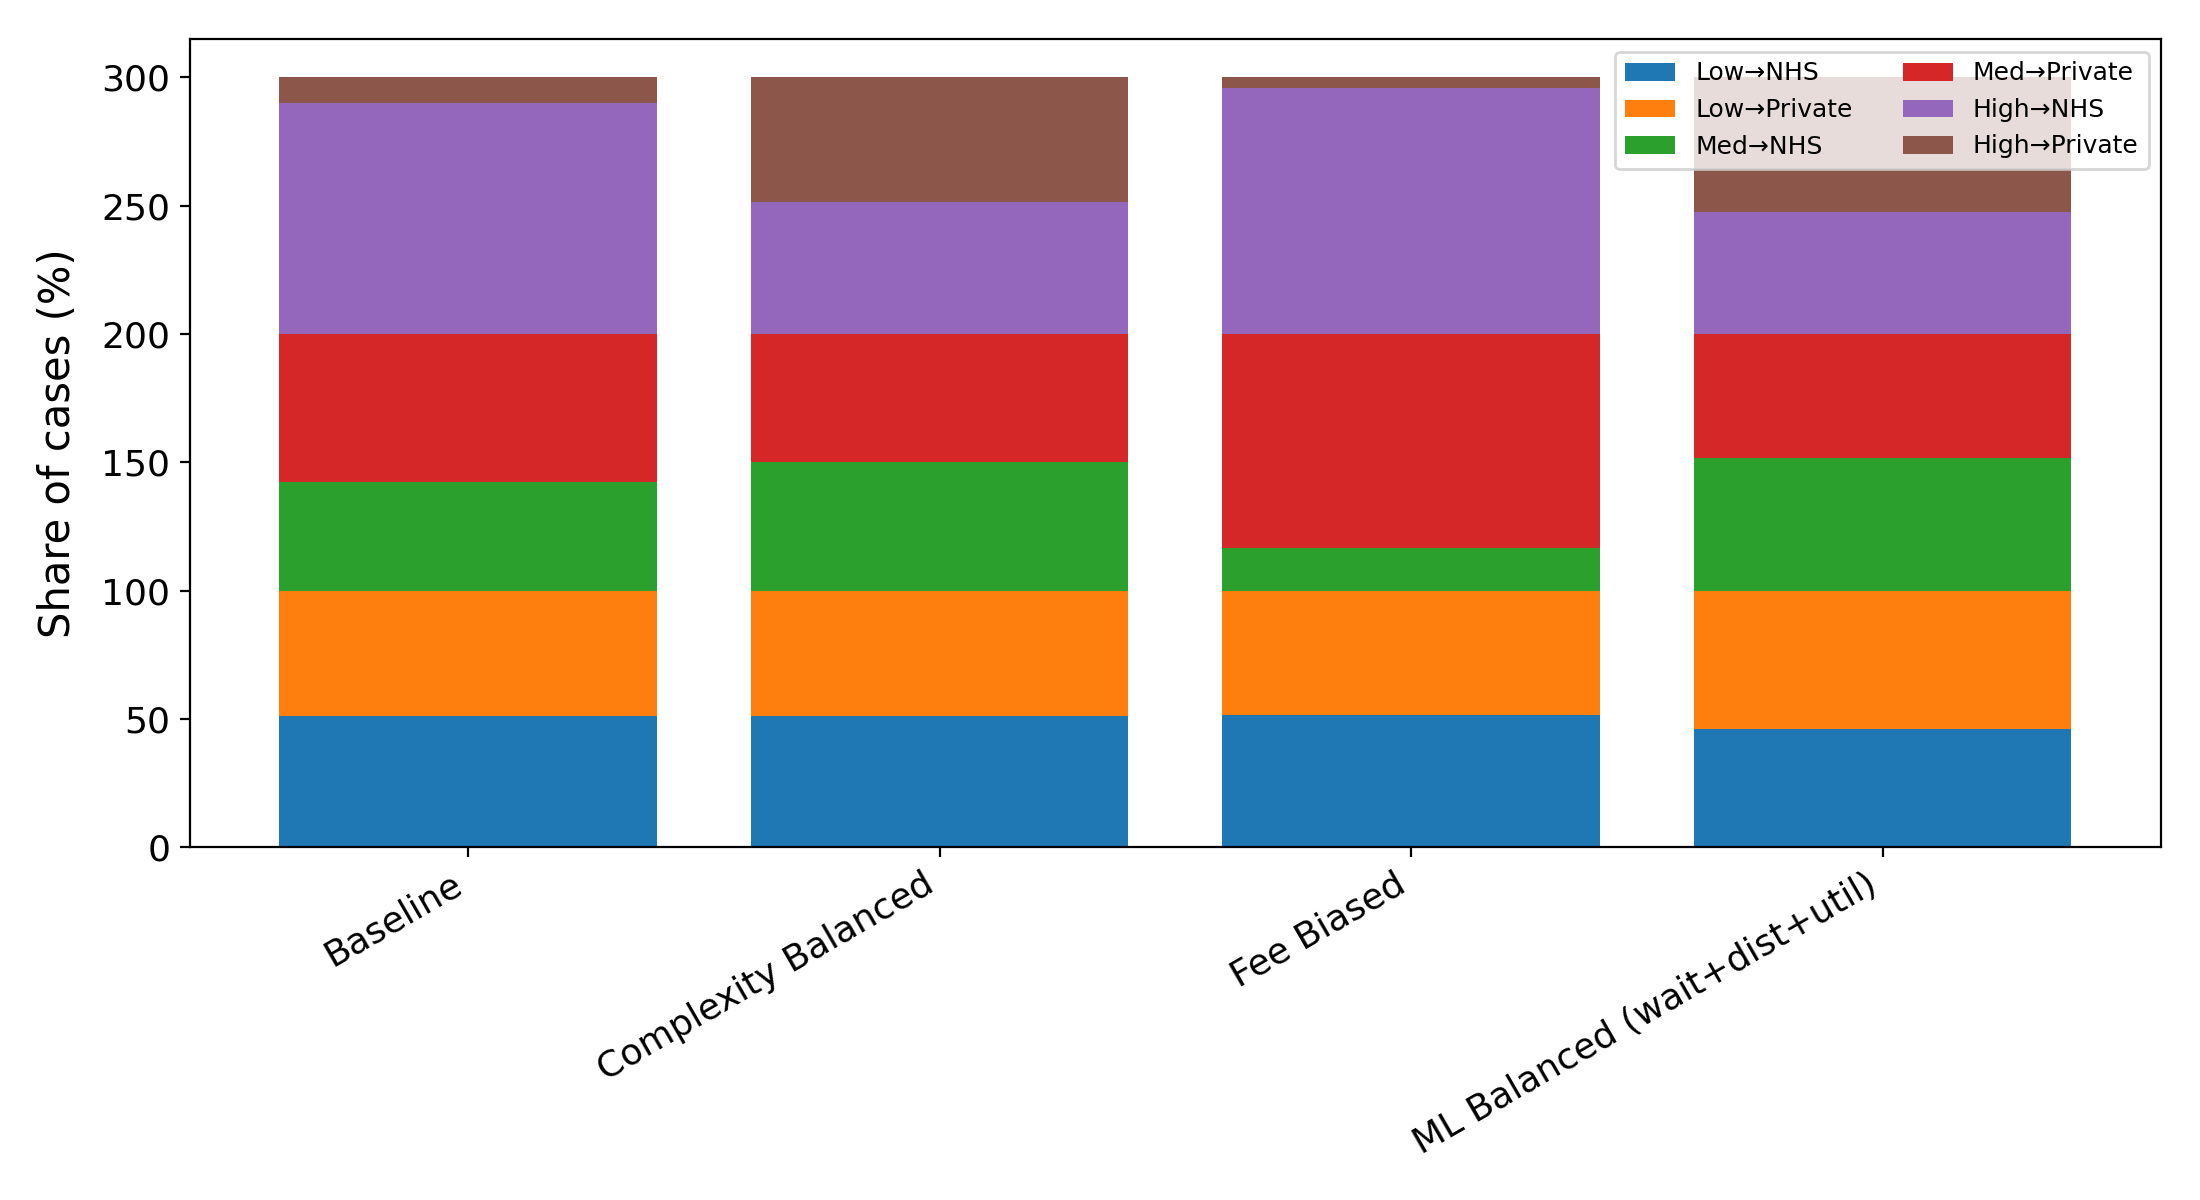 Share of cases (%)
300
250
200
150
100
50
0
Low→NHS
Low→Private
Med→NHS
Med→Private
High→NHS
High→Private
Baseline
Complexity Balanced
Fee Biased
ML Balanced (wait+dist+util)